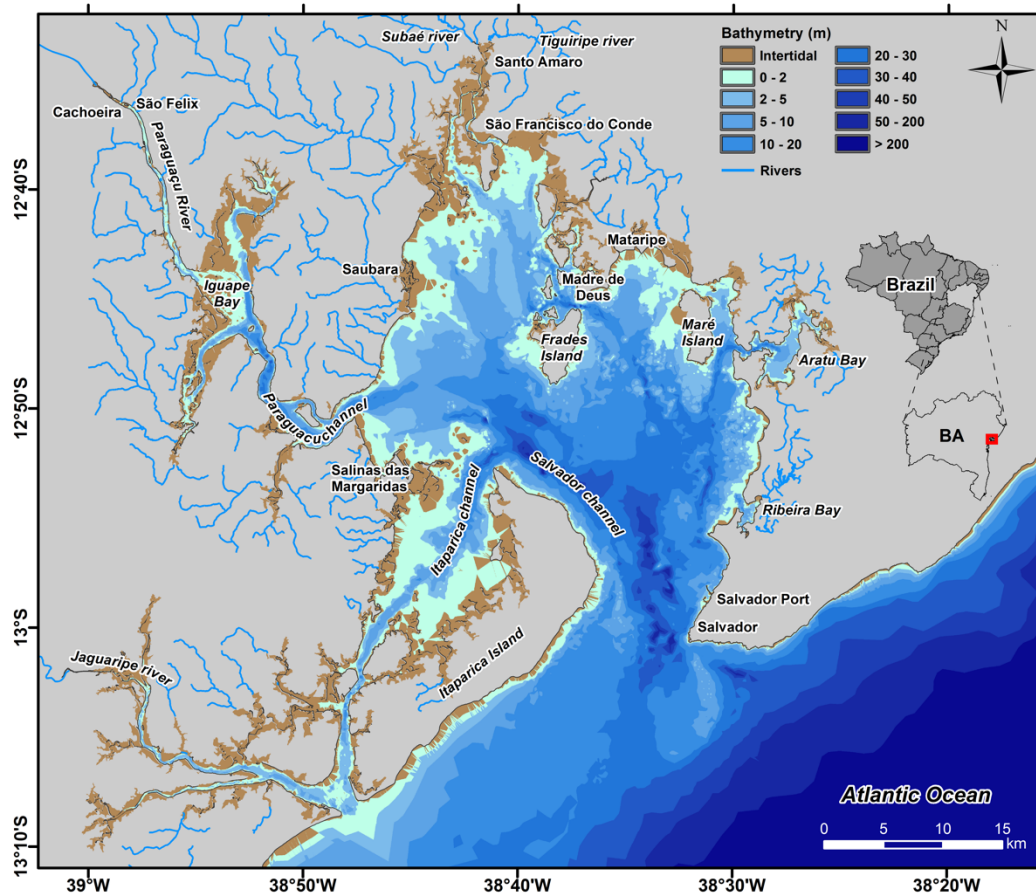 Subaé river
Tiguiripe river
Santo Amaro
São Felix
Cachoeira
São Francisco do Conde
Paraguaçu River
Mataripe
Saubara
Iguape
Bay
Madre de
Deus
Maré
Island
Frades
Island
Aratu Bay
Paraguacuchannel
Salinas das
Margaridas
Itaparica channel
Salvador channel
Ribeira Bay
Salvador Port
Salvador
Itaparica Island
Jaguaripe river
Atlantic Ocean
Bathymetry (m)
Intertidal
0 - 2
2 - 5
5 - 10
10 - 20
Rivers
20 - 30
30 - 40
40 - 50
50 - 200
> 200
N
Brazil
BA
0 5 10 15
km
12°40'S
12°50'S
13°S
13°10'S
39°W
38°50'W
38°40'W
38°30'W
38°20'W